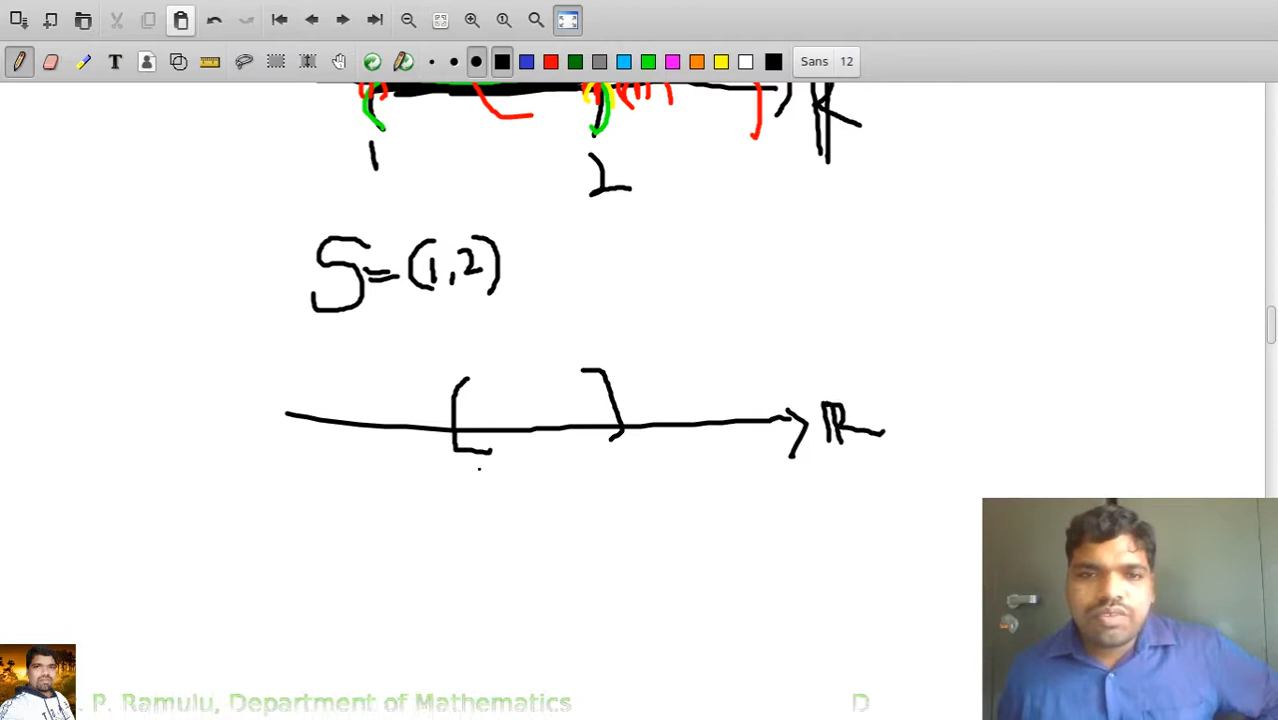 Sans 12
ℝ
1 2
S=(1,2)
[ ] ℝ
P. Ramulu, Department of Mathematics D